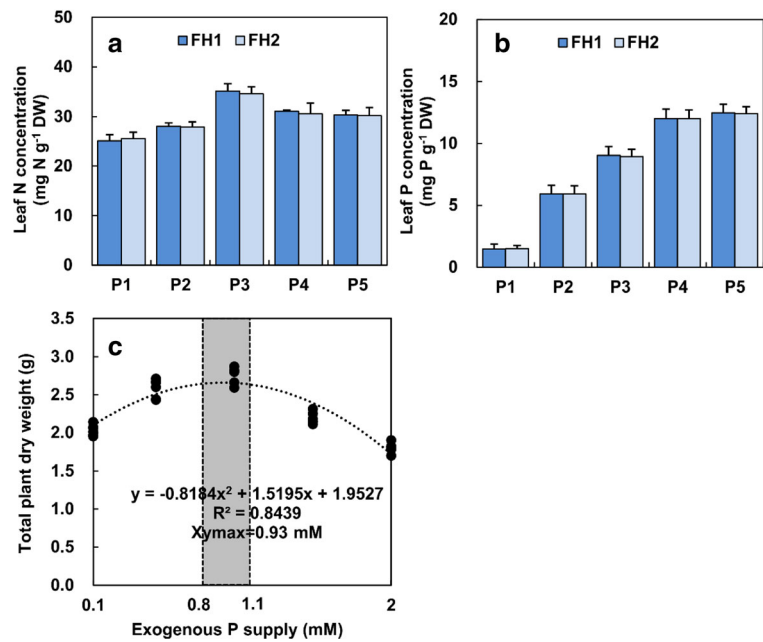 a
FH1 FH2
Leaf N concentration
(mg N g⁻¹ DW)
50
40
30
20
10
0
P1 P2 P3 P4 P5
b
FH1 FH2
Leaf P concentration
(mg P g⁻¹ DW)
20
15
10
5
0
P1 P2 P3 P4 P5
c
Total plant dry weight (g)
3.5
3.0
2.5
2.0
1.5
1.0
0.5
0.0
y = -0.8184x² + 1.5195x + 1.9527
R² = 0.8439
Xymax=0.93 mM
0.1 0.8 1.1 2
Exogenous P supply (mM)